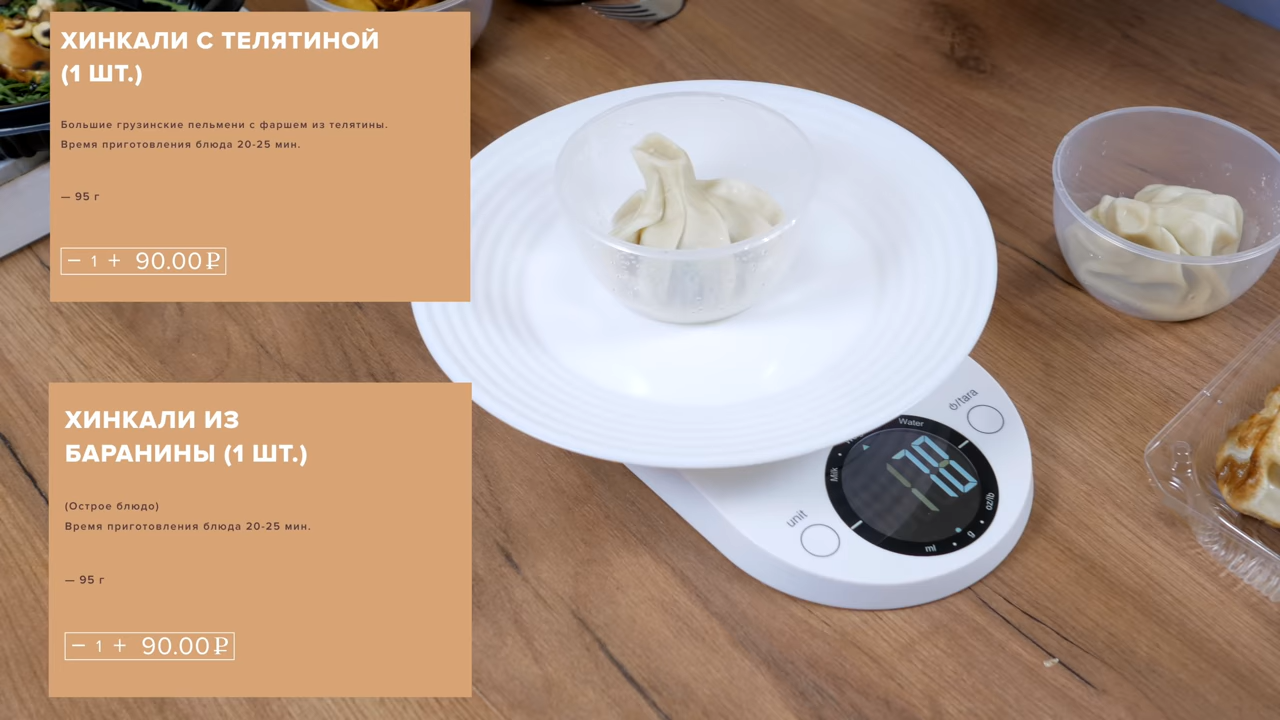 ХИНКАЛИ С ТЕЛЯТИНОЙ
(1 ШТ.)
Большие грузинские пельмени с фаршем из телятины.
Время приготовления блюда 20-25 мин.
— 95 г
− 1 + 90.00 ₽
ХИНКАЛИ ИЗ
БАРАНИНЫ (1 ШТ.)
(Острое блюдо)
Время приготовления блюда 20-25 мин.
— 95 г
− 1 + 90.00 ₽
/tara
Water
Milk
178
oz/lb
unit
g
ml